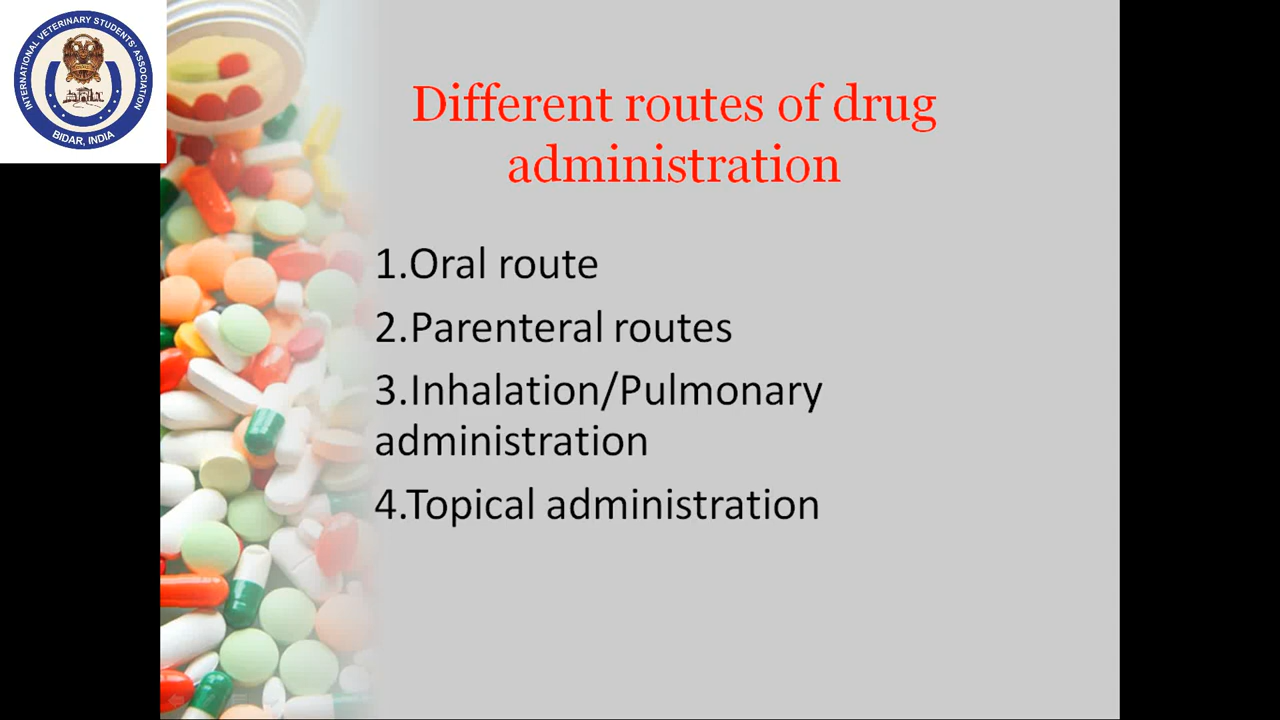 INTERNATIONAL VETERINARY STUDENTS' ASSOCIATION
BIDAR, INDIA
Different routes of drug
administration
1.Oral route
2.Parenteral routes
3.Inhalation/Pulmonary
administration
4.Topical administration